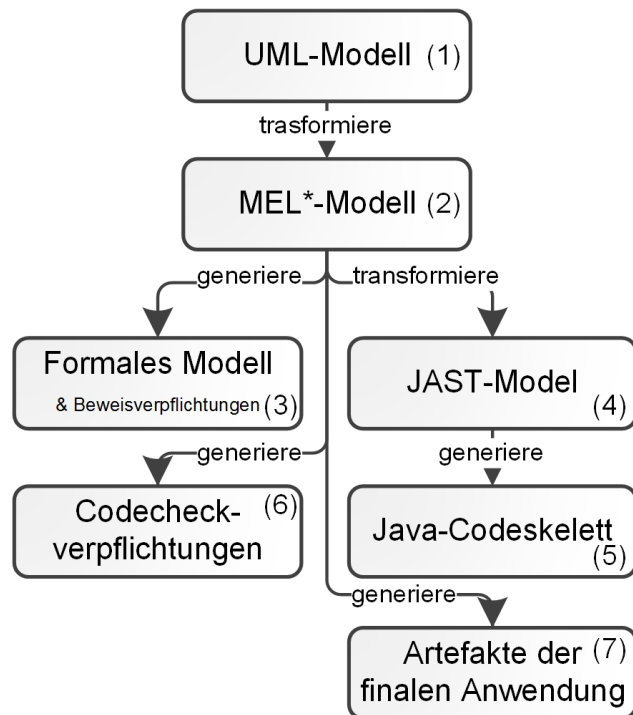 UML-Modell (1)
trasformiere
MEL*-Modell (2)
generiere
transformiere
Formales Modell
& Beweisverpflichtungen (3)
JAST-Model
(4)
generiere
generiere
Codecheck- (6)
verpflichtungen
Java-Codeskelett
(5)
generiere
Artefakte der (7)
finalen Anwendung